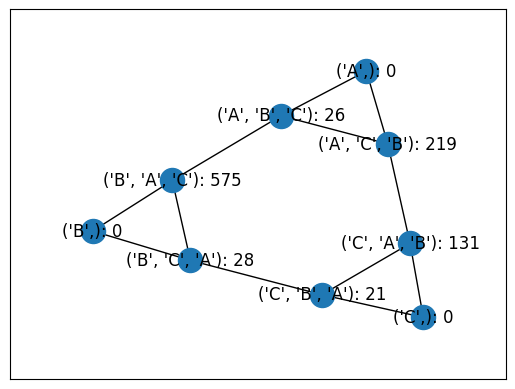 ('A',): 0
('A', 'B', 'C'): 26
('A', 'C', 'B'): 219
('B', 'A', 'C'): 575
('B',): 0
('C', 'A', 'B'): 131
('B', 'C', 'A'): 28
('C', 'B', 'A'): 21
('C',): 0